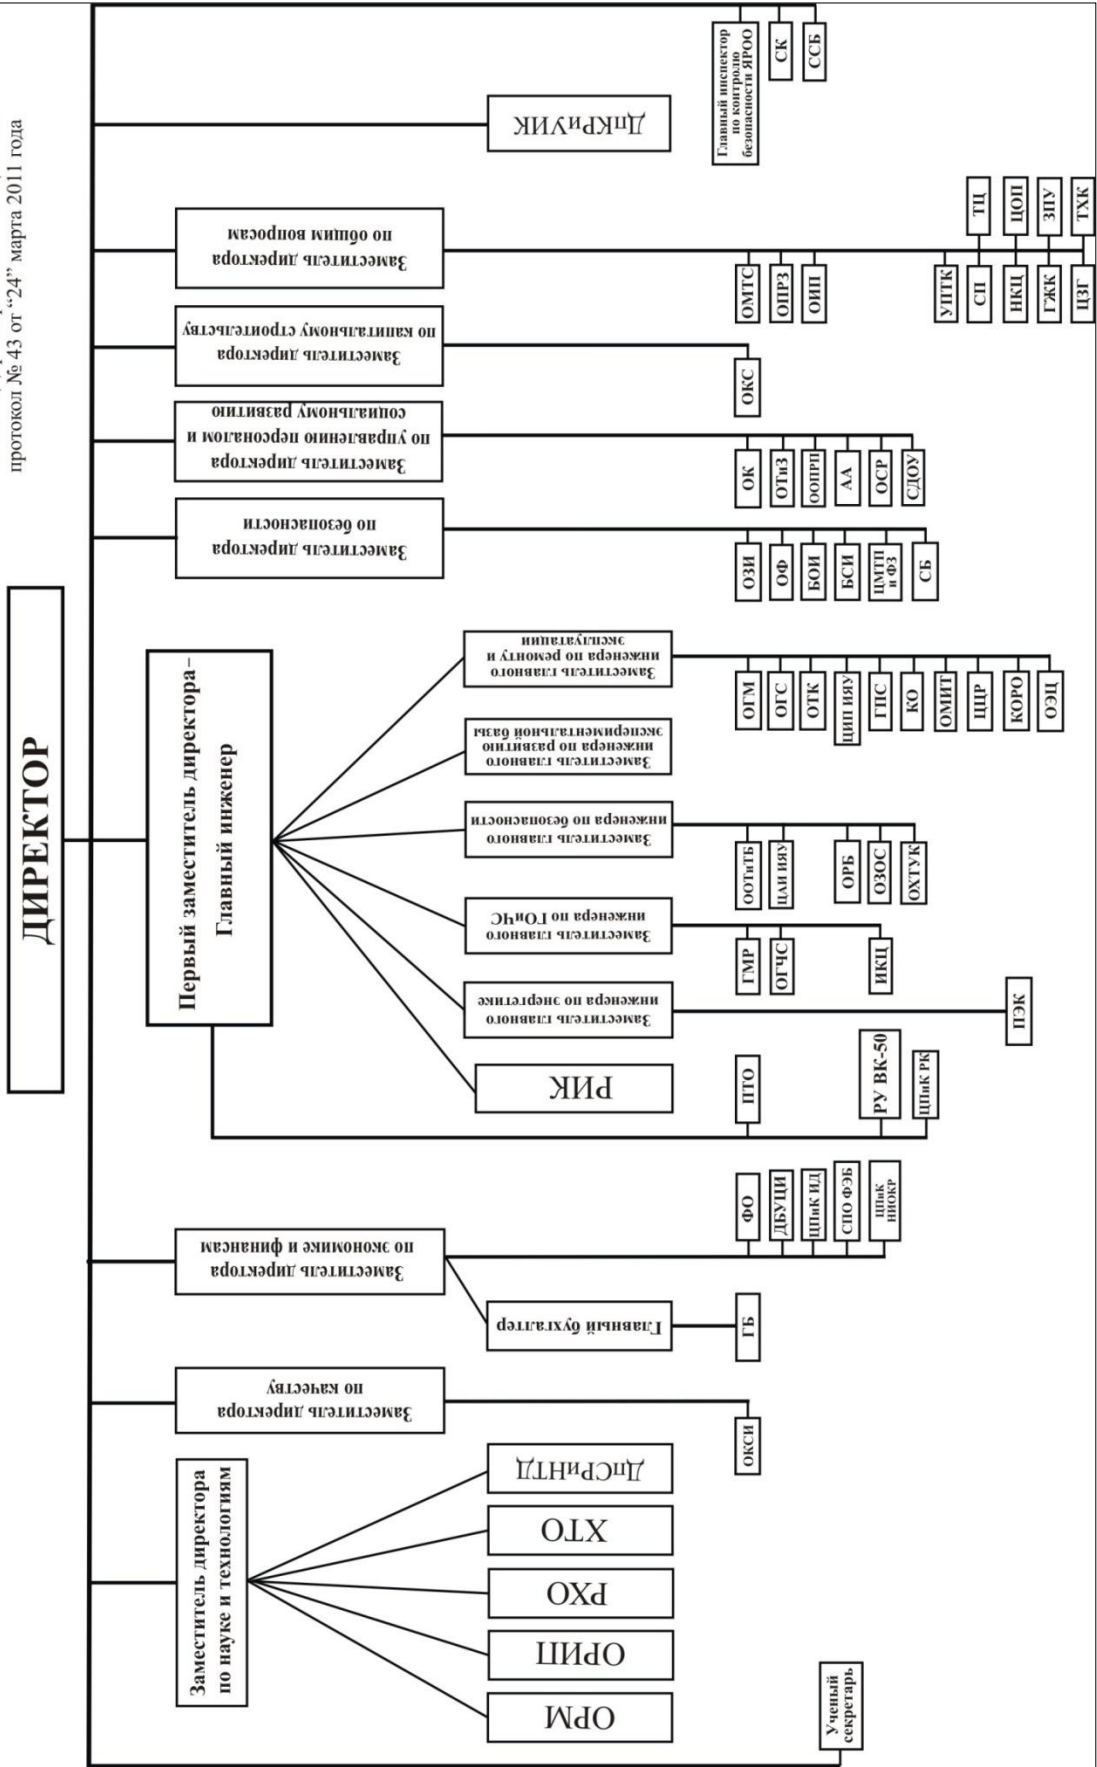 протокол № 43 от “24” марта 2011 года
ДИРЕКТОР
Заместитель директора
по науке и технологиям
Заместитель директора
по качеству
Заместитель директора
по экономике и финансам
Первый заместитель директора–
Главный инженер
Заместитель директора
по безопасности
Заместитель директора
по управлению персоналом и
социальному развитию
Заместитель директора
по капитальному строительству
Заместитель директора
по общим вопросам
ОРМ
ОРИП
РХО
ХТО
ДпСРиНТД
Главный бухгалтер
РИК
Заместитель главного
инженера по энергетике
Заместитель главного
инженера по ГОиЧС
Заместитель главного
инженера по безопасности
Заместитель главного
инженера по развитию
экспериментальной базы
Заместитель главного
инженера по ремонту и
эксплуатации
ДпКРиУИК
Ученый
секретарь
ОКСИ
ГБ
ФО
ДБУЦИ
ЦПиК ИД
СПО ФЭБ
ЦПиК
НИОКР
ПТО
РУ ВК-50
ЦПиК РК
ПЭК
ГМР
ОГЧС
ИКЦ
ООТиТБ
ЦАИ ИЯУ
ОРБ
ОЗОС
ОХТУК
ОГМ
ОГС
ОТК
ЦИП ИЯУ
ГПС
КО
ОМИТ
ЦЦР
КОРО
ОЭЦ
ОЗИ
ОФ
БОИ
БСИ
ЦМТП
и ФЗ
СБ
ОК
ОТиЗ
ООПРП
АА
ОСР
СДОУ
ОКС
ОМТС
ОПРЗ
ОИП
УПТК
СП
ТЦ
НКЦ
ЦОП
ГЖК
ЗПУ
ЦЗГ
ТХК
Главный инспектор
по контролю
безопасности ЯРОО
СК
ССБ